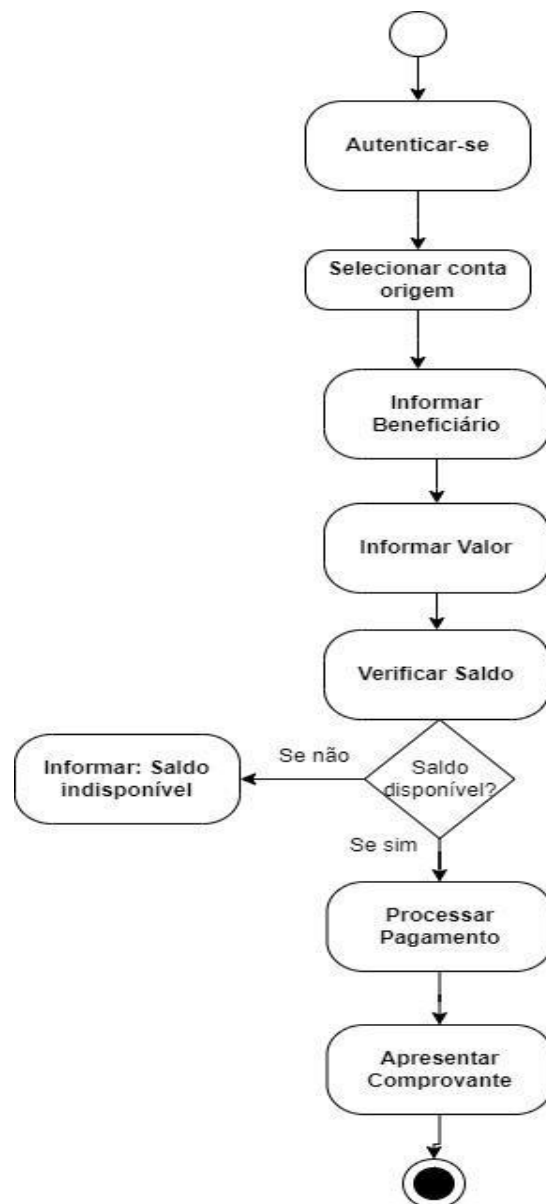 Autenticar-se
Selecionar conta
origem
Informar
Beneficiário
Informar Valor
Verificar Saldo
Saldo
disponível?
Se não
Informar: Saldo
indisponível
Se sim
Processar
Pagamento
Apresentar
Comprovante